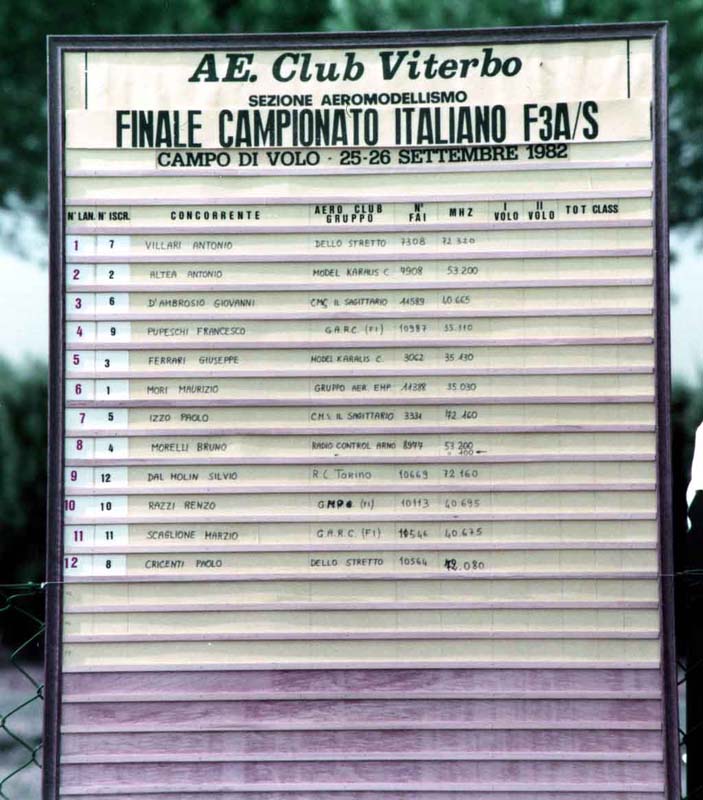 AE. Club Viterbo
SEZIONE AEROMODELLISMO
FINALE CAMPIONATO ITALIANO F3A/S
CAMPO DI VOLO - 25-26 SETTEMBRE 1982
N° LAN. N° ISCR. CONCORRENTE AERO CLUB GRUPPO N° FAI MHZ I VOLO II VOLO TOT CLASS
1 7 VILLARI ANTONIO DELLO STRETTO 7308 72.320
2 2 ALTEA ANTONIO MODEL KARALIS C. 4908 53.200
3 6 D'AMBROSIO GIOVANNI IL SAGITTARIO 11589 40.665
4 9 PUPESCHI FRANCESCO G.A.R.C. (FI) 10987 35.110
5 3 FERRARI GIUSEPPE MODEL KARALIS C. 3062 35.130
6 1 MORI MAURIZIO GRUPPO AER. EMP. 11388 35.030
7 5 IZZO PAOLO IL SAGITTARIO 3331 72.160
8 4 MORELLI BRUNO RADIO CONTROL ARNO 8977 53.200
9 12 DAL MOLIN SILVIO R.C. TORINO 10669 72.160
10 10 RAZZI RENZO (FI) 10113 40.695
11 11 SCAGLIONE MARZIO G.A.R.C. (FI) 40.675
12 8 CRICENTI PAOLO DELLO STRETTO 10564 72.080